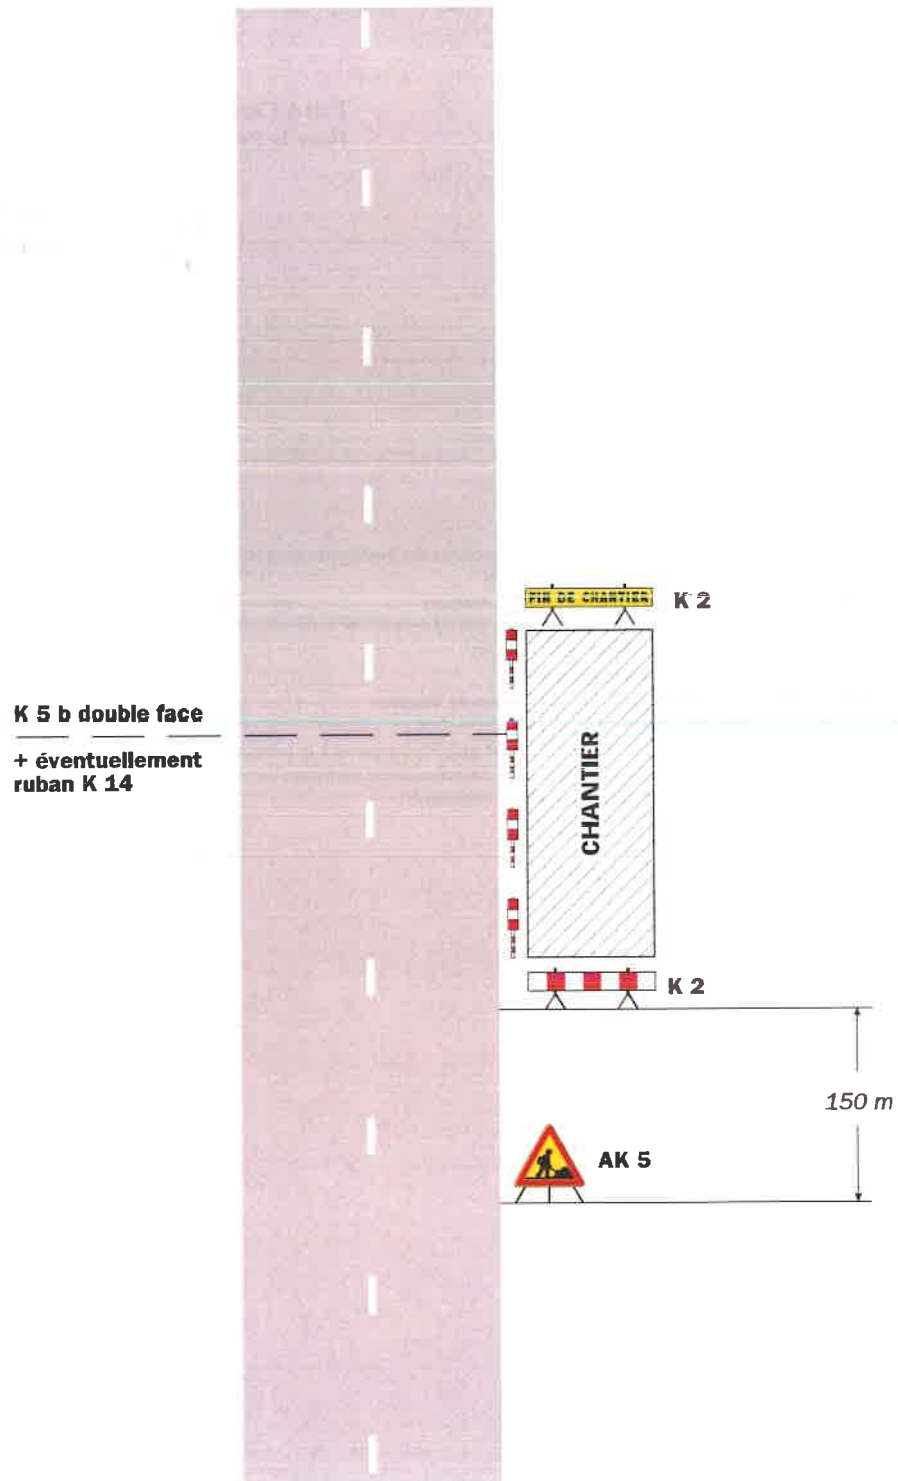 FIN DE CHANTIER
K 2
K 5 b double face
+ éventuellement
ruban K 14
CHANTIER
K 2
150 m
AK 5